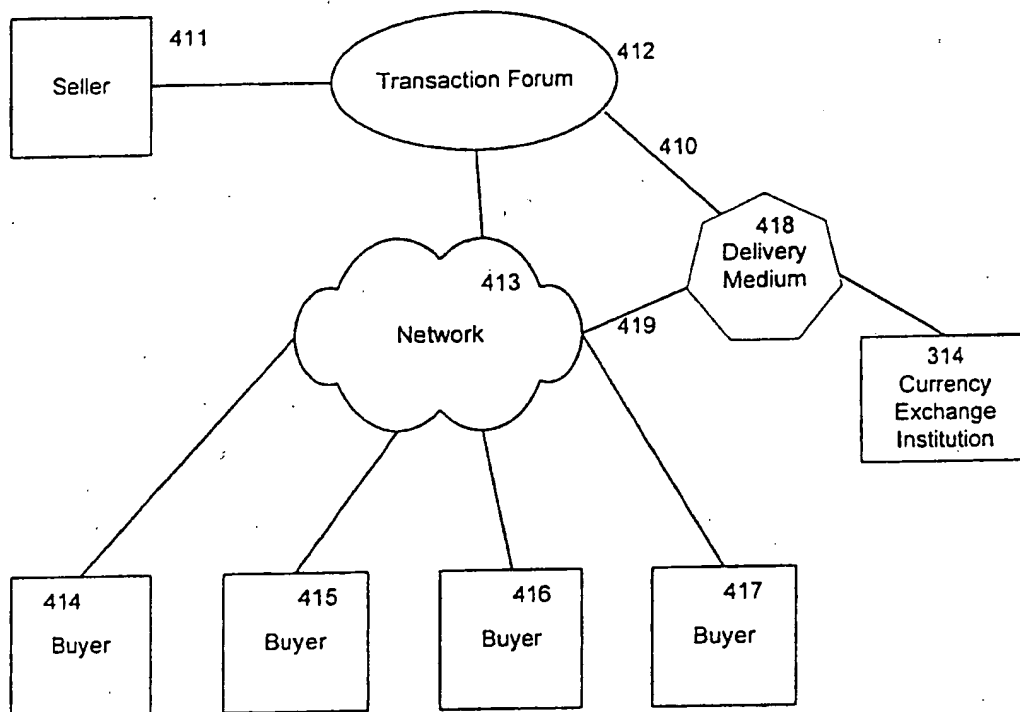 411
412
Seller
Transaction Forum
410
418
Delivery
Medium
413
419
Network
314
Currency
Exchange
Institution
414
Buyer
415
Buyer
416
Buyer
417
Buyer